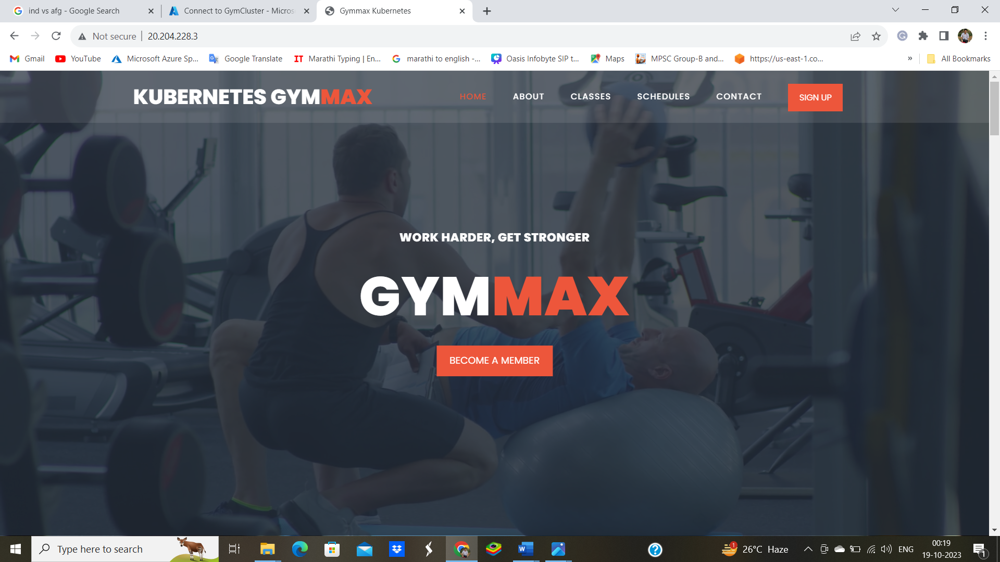 ind vs afg - Google Search
Connect to GymCluster - Micros
Gymmax Kubernetes
Not secure
20.204.228.3
Gmail
YouTube
Microsoft Azure Sp...
Google Translate
Marathi Typing | En...
marathi to english -...
Oasis Infobyte SIP t...
Maps
MPSC Group-B and...
https://us-east-1.co...
»
All Bookmarks
KUBERNETES GYMMAX
HOME
ABOUT
CLASSES
SCHEDULES
CONTACT
SIGN UP
WORK HARDER, GET STRONGER
GYMMAX
BECOME A MEMBER
Type here to search
1
26°C Haze
ENG
00:19
19-10-2023
1